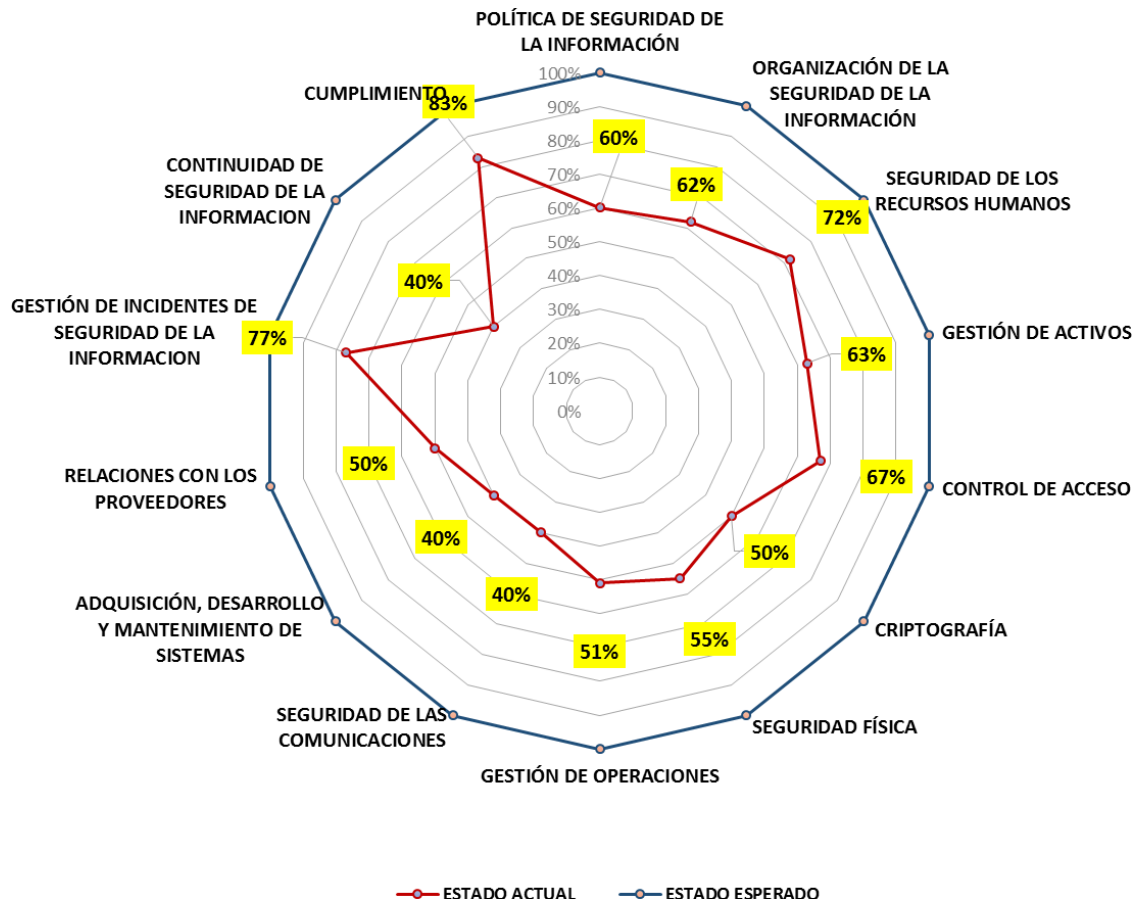 POLÍTICA DE SEGURIDAD DE
LA INFORMACIÓN
ORGANIZACIÓN DE LA
SEGURIDAD DE LA
INFORMACIÓN
SEGURIDAD DE LOS
RECURSOS HUMANOS
GESTIÓN DE ACTIVOS
CONTROL DE ACCESO
CRIPTOGRAFÍA
SEGURIDAD FÍSICA
GESTIÓN DE OPERACIONES
SEGURIDAD DE LAS
COMUNICACIONES
ADQUISICIÓN, DESARROLLO
Y MANTENIMIENTO DE
SISTEMAS
RELACIONES CON LOS
PROVEEDORES
GESTIÓN DE INCIDENTES DE
SEGURIDAD DE LA
INFORMACION
CONTINUIDAD DE
SEGURIDAD DE LA
INFORMACION
CUMPLIMIENTO
100%
90%
80%
70%
60%
50%
40%
30%
20%
10%
0%
60%
62%
72%
63%
67%
50%
55%
51%
40%
40%
50%
77%
40%
83%
ESTADO ACTUAL
ESTADO ESPERADO